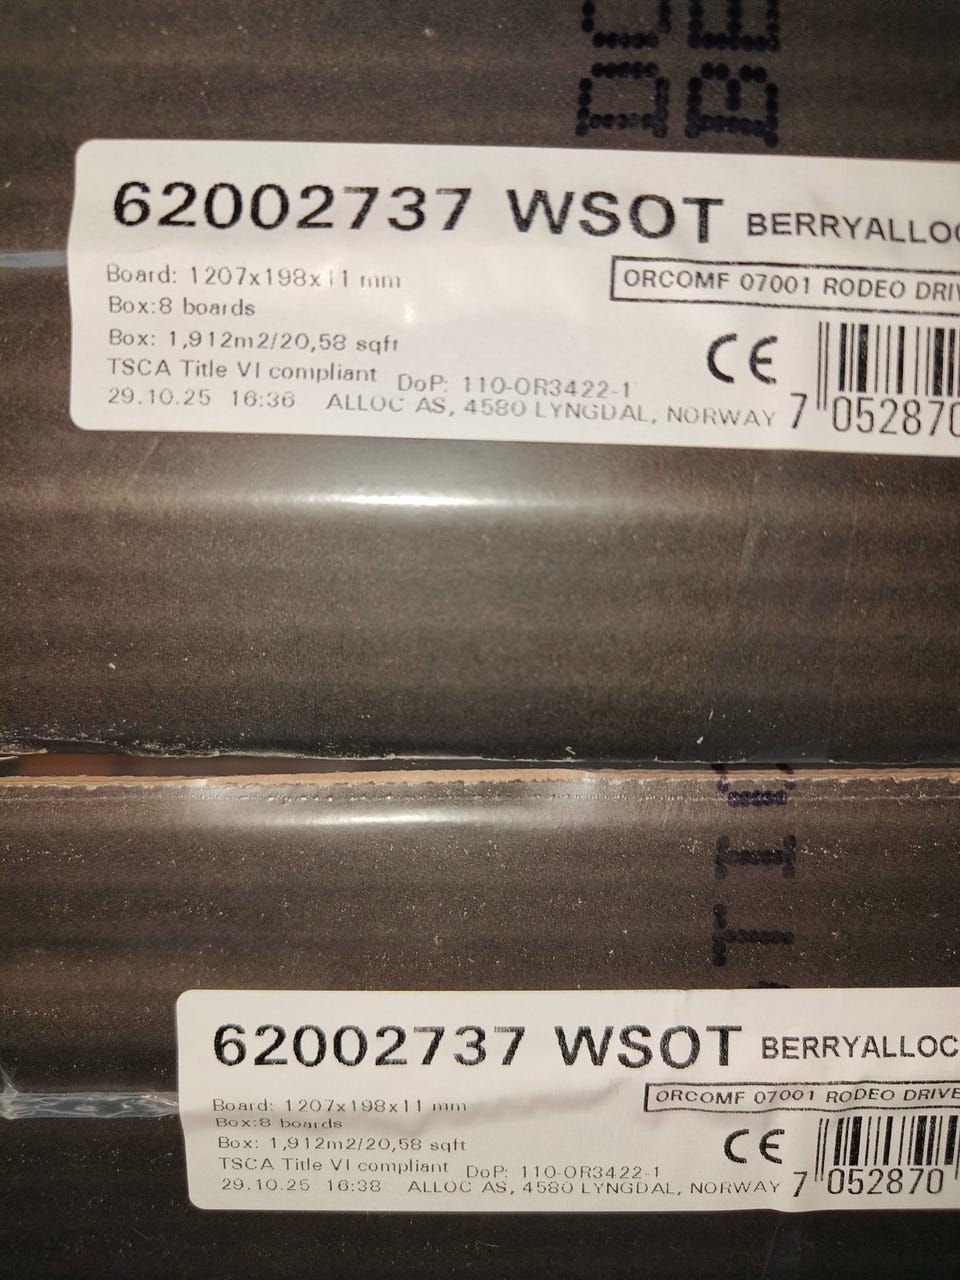 62002737 WSOT BERRYALLOC
ORCOMF 07001 RODEO
Board: 1207x198x11 mm
Box:8 boards
Box: 1,912m2/20,58 sqft
TSCA Title VI compliant
DoP: 110-OR3422-1
CE
29.10.25 16:36 ALLOC AS, 4580 LYNGDAL, NORWAY
7 052870
62002737 WSOT BERRYALLOC
ORCOMF 07001 RODEO DRIVE
Board: 1207x198x11 mm
Box:8 boards
Box: 1,912m2/20,58 sqft
TSCA Title VI compliant
DoP: 110-OR3422-1
CE
29.10.25 16:38 ALLOC AS, 4580 LYNGDAL, NORWAY
7 052870